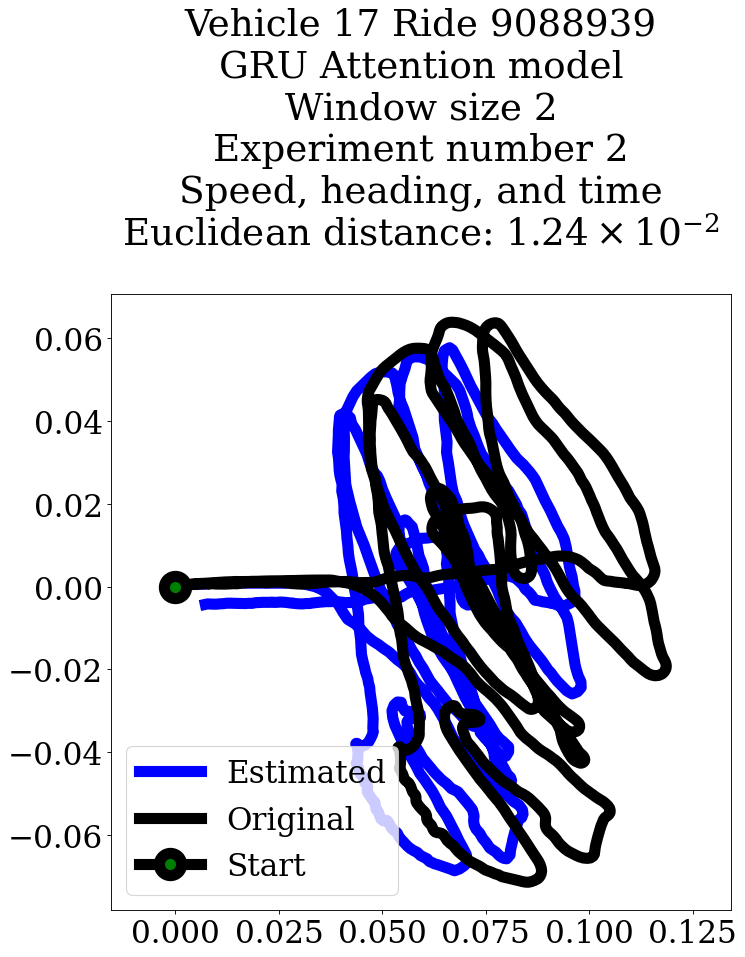 Vehicle 17 Ride 9088939
GRU Attention model
Window size 2
Experiment number 2
Speed, heading, and time
Euclidean distance: 1.24 × 10⁻²
0.06
0.04
0.02
0.00
−0.02
−0.04
−0.06
Estimated
Original
Start
0.000 0.025 0.050 0.075 0.100 0.125